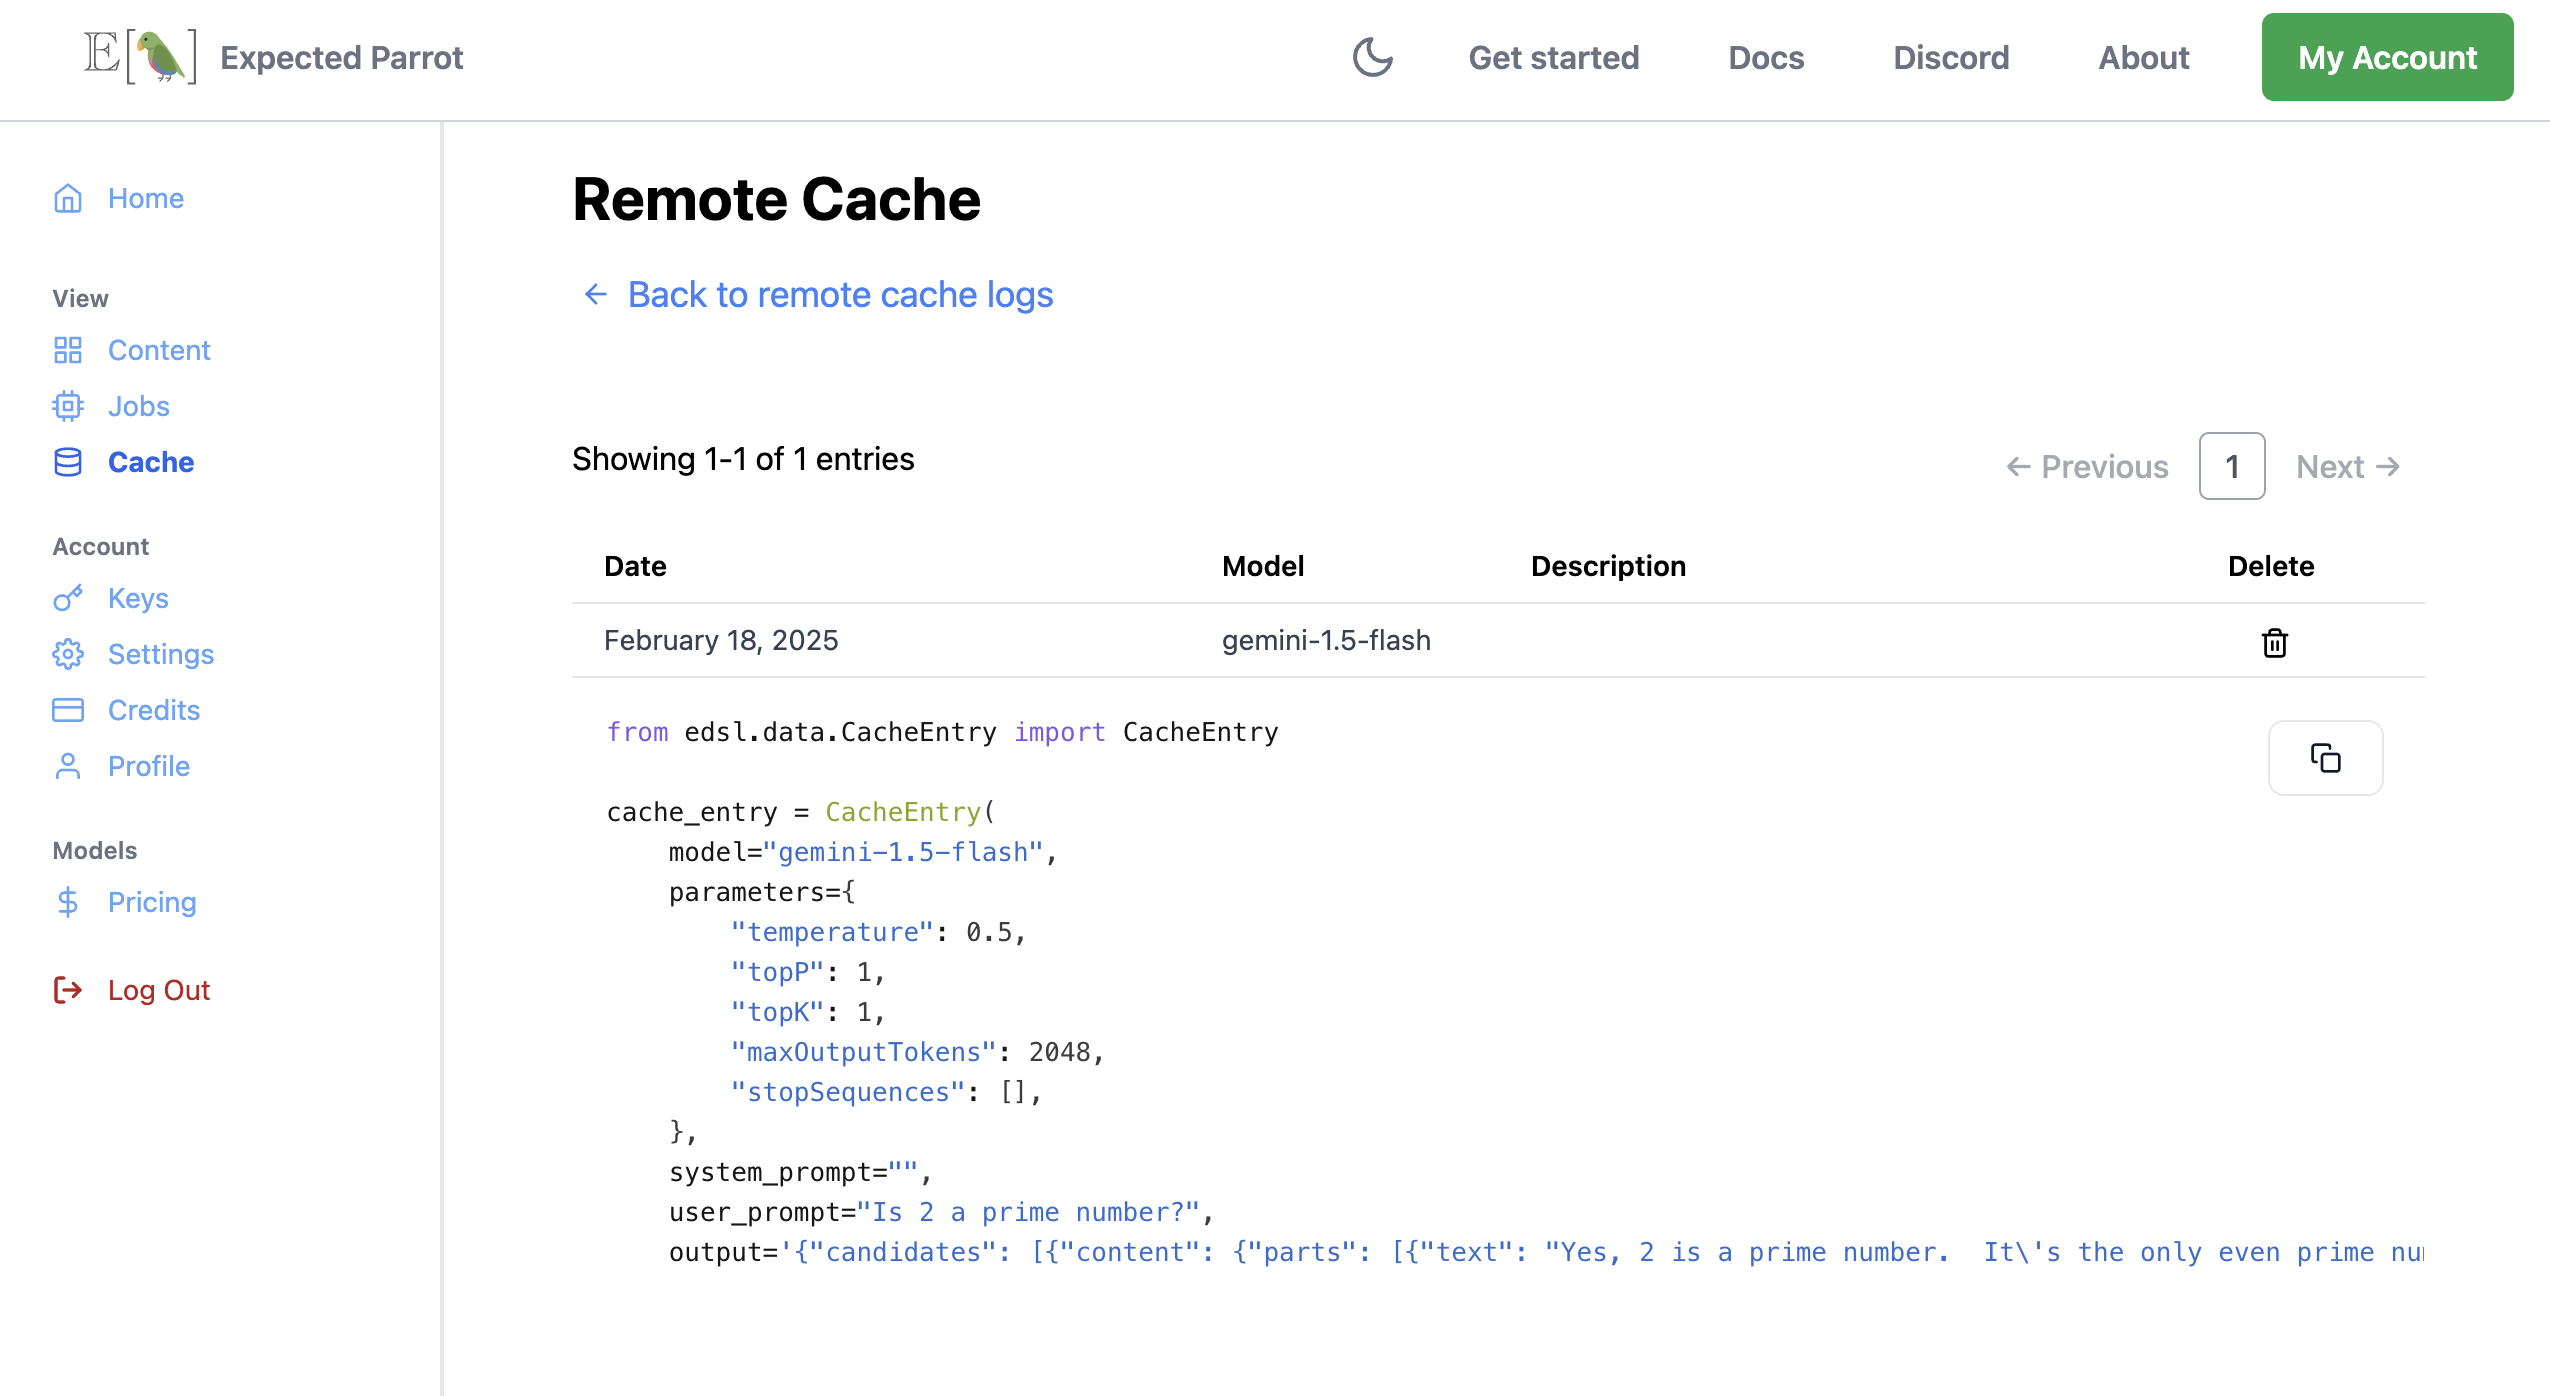 E[ ] Expected Parrot
Get started
Docs
Discord
About
My Account
Home
View
Content
Jobs
Cache
Account
Keys
Settings
Credits
Profile
Models
Pricing
Log Out
Remote Cache
← Back to remote cache logs
Showing 1-1 of 1 entries
← Previous 1 Next →
Date Model Description Delete
February 18, 2025 gemini-1.5-flash
from edsl.data.CacheEntry import CacheEntry
cache_entry = CacheEntry(
    model="gemini-1.5-flash",
    parameters={
        "temperature": 0.5,
        "topP": 1,
        "topK": 1,
        "maxOutputTokens": 2048,
        "stopSequences": [],
    },
    system_prompt="",
    user_prompt="Is 2 a prime number?",
    output='{"candidates": [{"content": {"parts": [{"text": "Yes, 2 is a prime number.  It\'s the only even prime